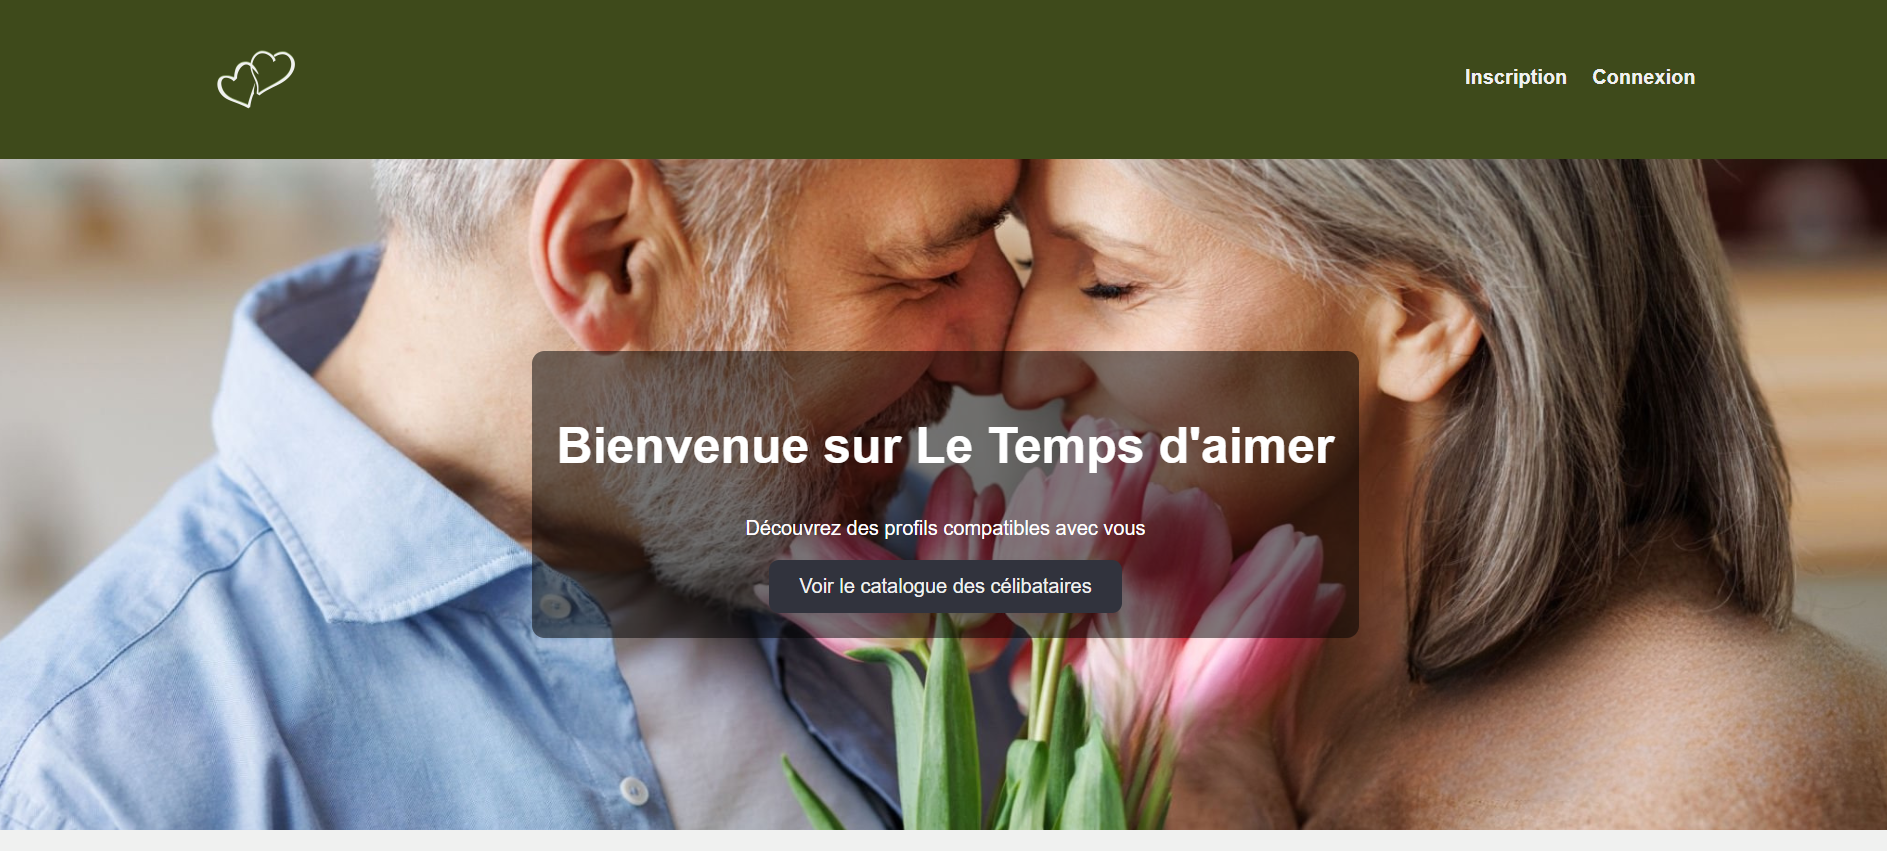 Inscription Connexion
Bienvenue sur Le Temps d'aimer
Découvrez des profils compatibles avec vous
Voir le catalogue des célibataires